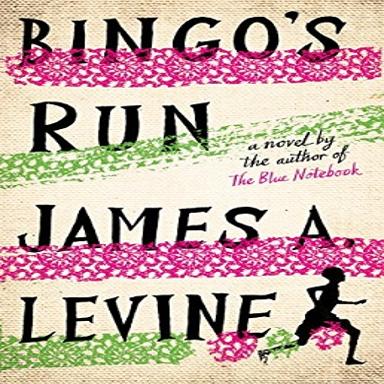 BINGO'S
RUN
a novel by
the author of
The Blue Notebook
JAMES A.
LEVINE